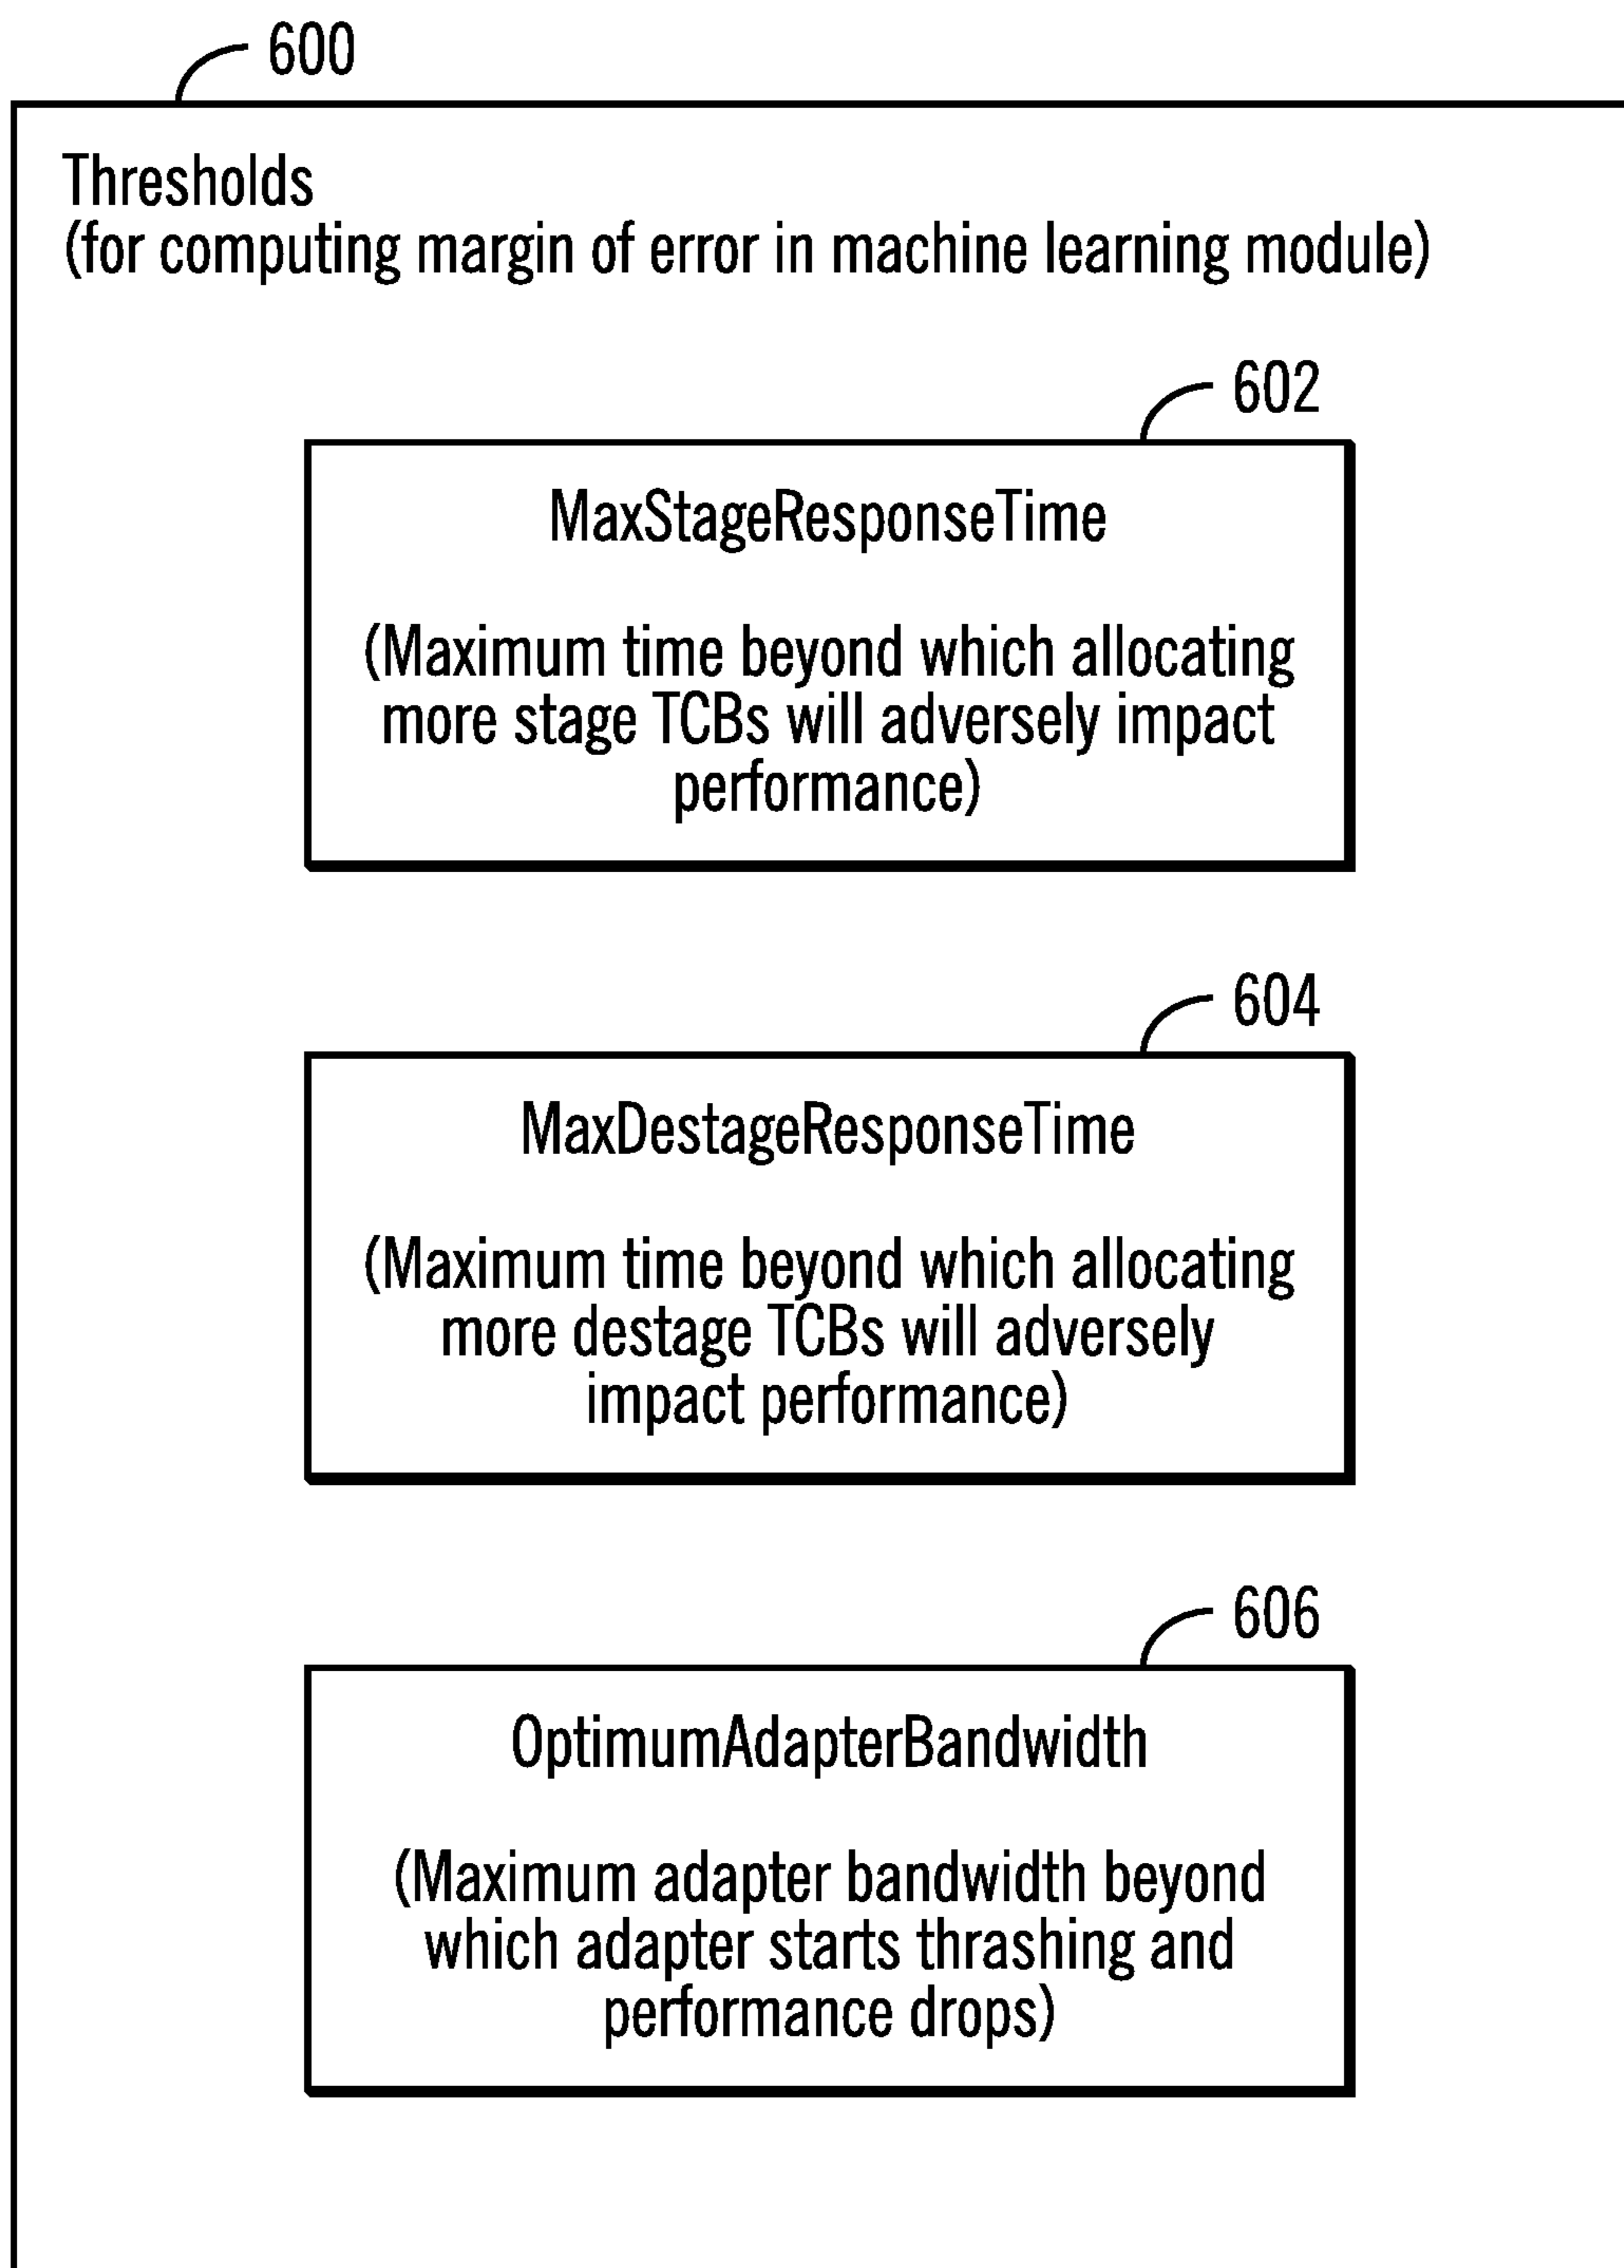 600
Thresholds
(for computing margin of error in machine learning module)
602
MaxStageResponseTime
(Maximum time beyond which allocating
more stage TCBs will adversely impact
performance)
604
MaxDestageResponseTime
(Maximum time beyond which allocating
more destage TCBs will adversely
impact performance)
606
OptimumAdapterBandwidth
(Maximum adapter bandwidth beyond
which adapter starts thrashing and
performance drops)